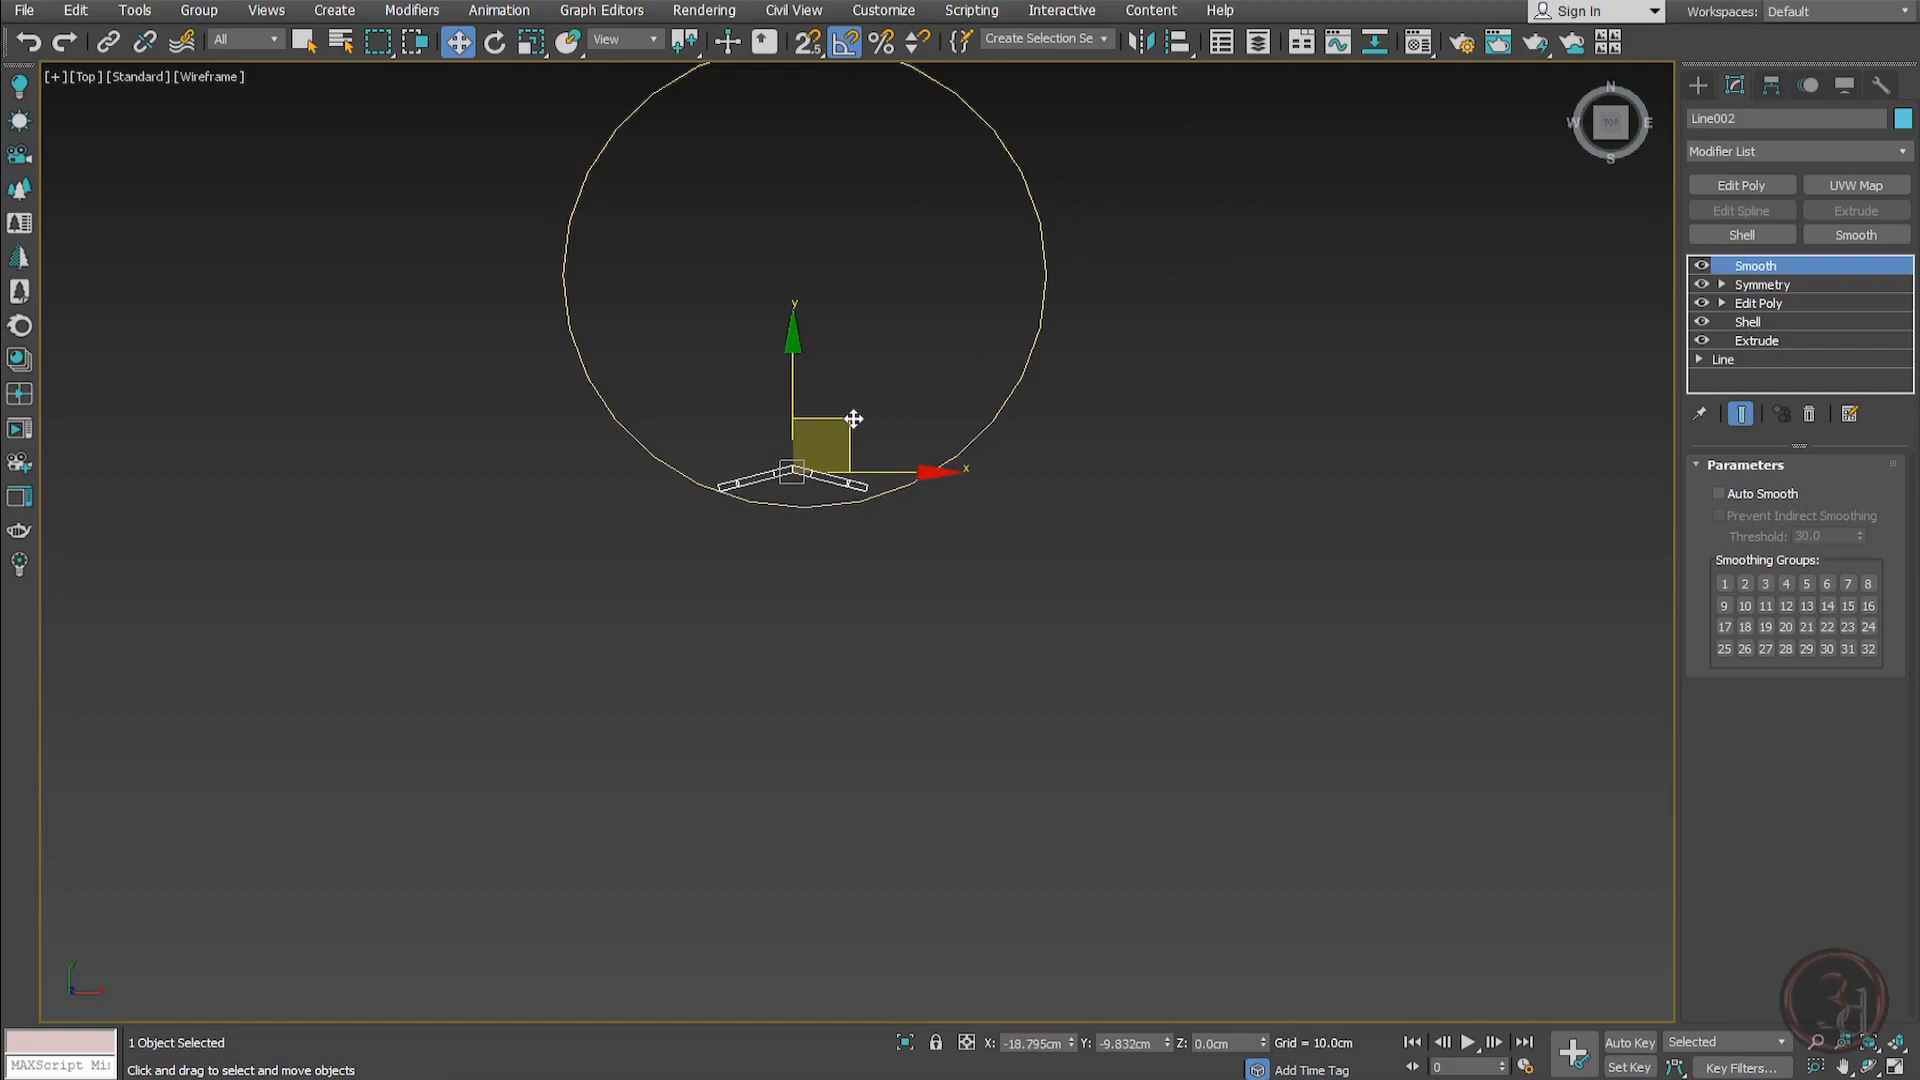 File Edit Tools Group Views Create Modifiers Animation Graph Editors Rendering Civil View Customize Scripting Interactive Content Help Sign In Workspaces: Default
All View Create Selection Se
[+] [Top] [Standard] [Wireframe]
N
W TOP E
S
Line002
Modifier List
Edit Poly UVW Map
Edit Spline Extrude
Shell Smooth
Smooth
Symmetry
Edit Poly
Shell
Extrude
Line
y
x
Parameters
Auto Smooth
Prevent Indirect Smoothing
Threshold: 30.0
Smoothing Groups:
1 2 3 4 5 6 7 8
9 10 11 12 13 14 15 16
17 18 19 20 21 22 23 24
25 26 27 28 29 30 31 32
y
x
1 Object Selected X: -18.795cm Y: -9.832cm Z: 0.0cm Grid = 10.0cm Auto Key Selected
MAXScript Mi: Click and drag to select and move objects Add Time Tag 0 Set Key Key Filters...